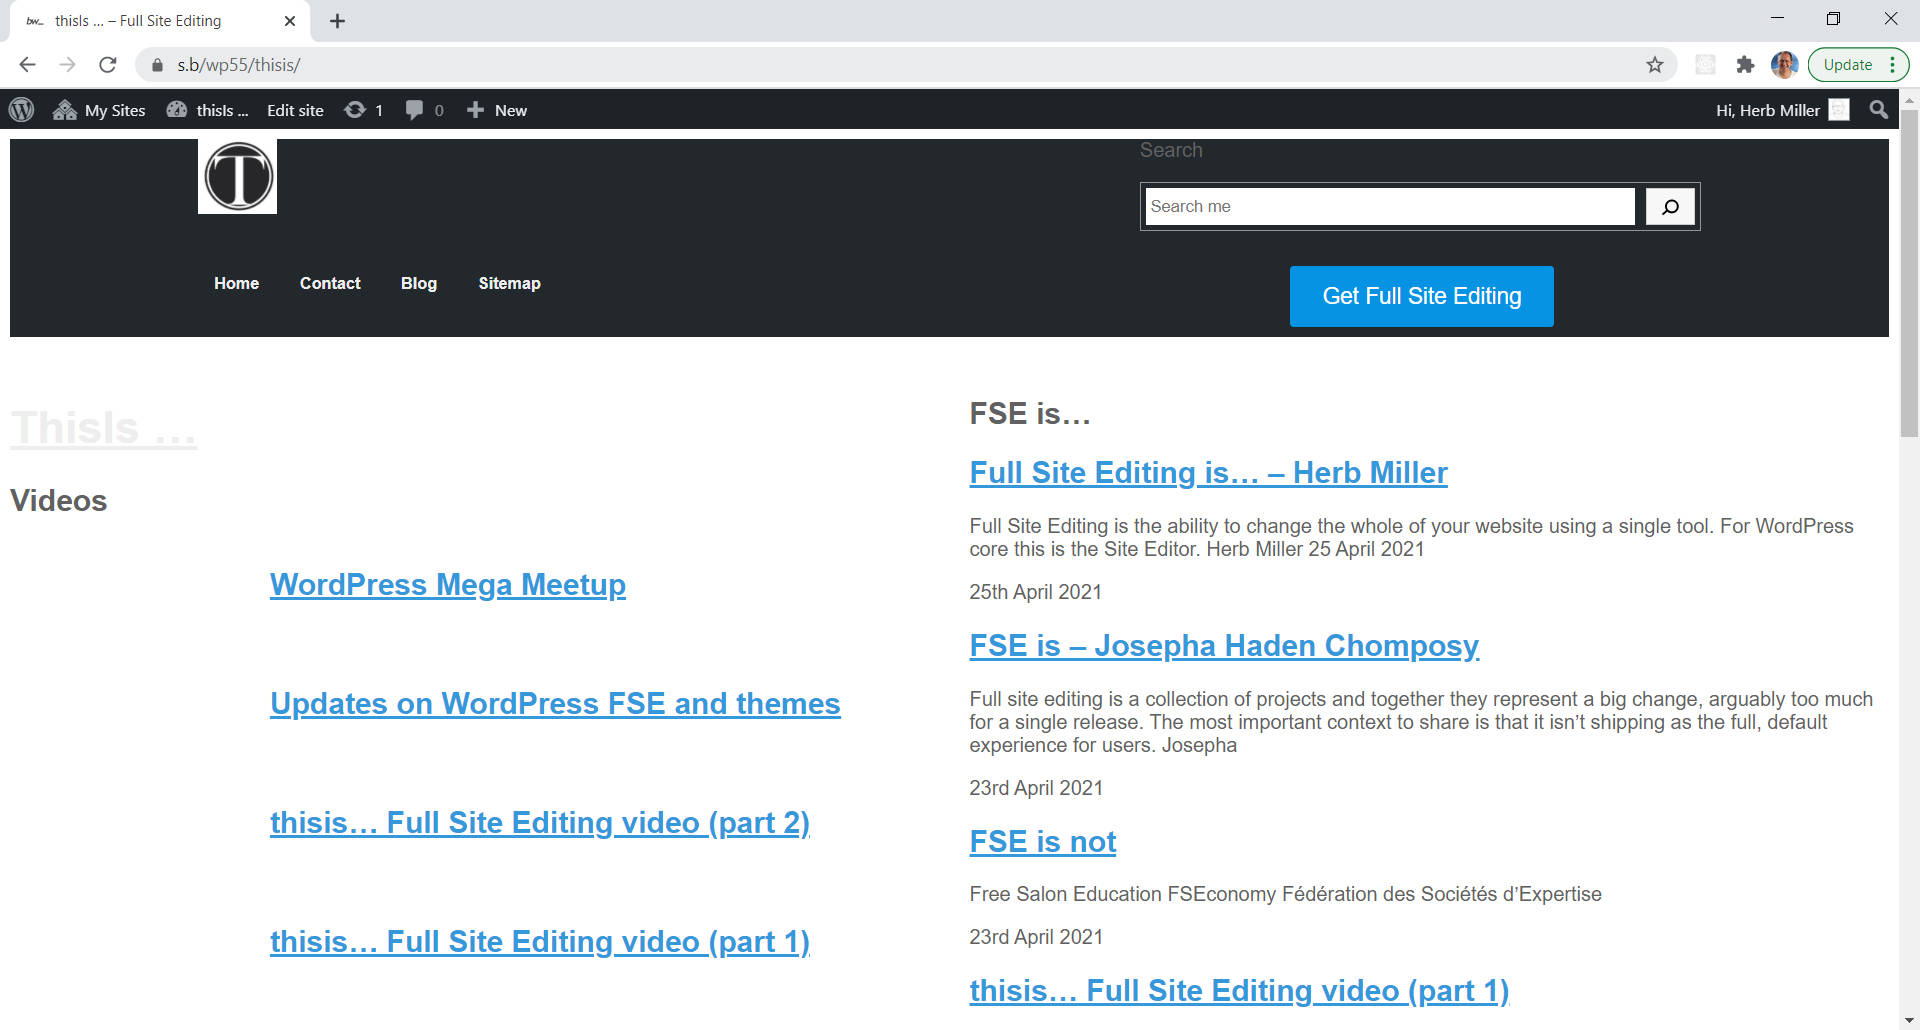 bw_ thisIs ... – Full Site Editing
s.b/wp55/thisis/
Update
My Sites thisIs ... Edit site 1 0 New
Hi, Herb Miller
T
Search
Search me
Home Contact Blog Sitemap
Get Full Site Editing
ThisIs …
Videos
WordPress Mega Meetup
Updates on WordPress FSE and themes
thisis… Full Site Editing video (part 2)
thisis… Full Site Editing video (part 1)
FSE is…
Full Site Editing is… – Herb Miller
Full Site Editing is the ability to change the whole of your website using a single tool. For WordPress
core this is the Site Editor. Herb Miller 25 April 2021
25th April 2021
FSE is – Josepha Haden Chomposy
Full site editing is a collection of projects and together they represent a big change, arguably too much
for a single release. The most important context to share is that it isn’t shipping as the full, default
experience for users. Josepha
23rd April 2021
FSE is not
Free Salon Education FSEconomy Fédération des Sociétés d’Expertise
23rd April 2021
thisis… Full Site Editing video (part 1)